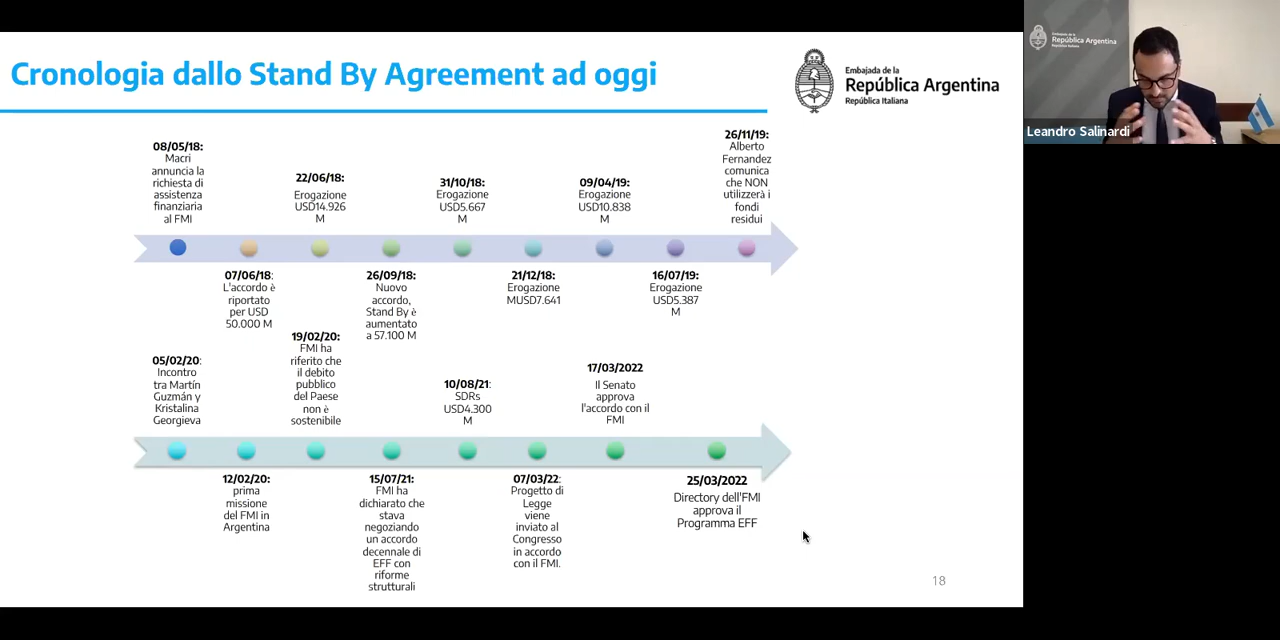 Cronologia dallo Stand By Agreement ad oggi
Embajada de la
República Argentina
República Italiana
08/05/18:
Macri
annuncia la
richiesta di
assistenza
finanziaria
al FMI
22/06/18:
Erogazione
USD14.926
M
31/10/18:
Erogazione
USD5.667
M
09/04/19:
Erogazione
USD10.838
M
26/11/19:
Alberto
Fernandez
comunica
che NON
utilizzerà i
fondi
residui
07/06/18:
L'accordo è
riportato
per USD
50.000 M
26/09/18:
Nuovo
accordo,
Stand By è
aumentato
a 57.100 M
21/12/18:
Erogazione
MUSD7.641
16/07/19:
Erogazione
USD5.387
M
05/02/20:
Incontro
tra Martín
Guzmán y
Kristalina
Georgieva
19/02/20:
FMI ha
riferito che
il debito
pubblico
del Paese
non è
sostenibile
10/08/21:
SDRs
USD4.300
M
17/03/2022
Il Senato
approva
l'accordo con il
FMI
12/02/20:
prima
missione
del FMI in
Argentina
15/07/21:
FMI ha
dichiarato che
stava
negoziando
un accordo
decennale di
EFF con
riforme
strutturali
07/03/22:
Progetto di
Legge
viene
inviato al
Congresso
in accordo
con il FMI.
25/03/2022
Directory dell'FMI
approva il
Programma EFF
18
Embajada de la
República Argentina
República Italiana
Leandro Salinardi